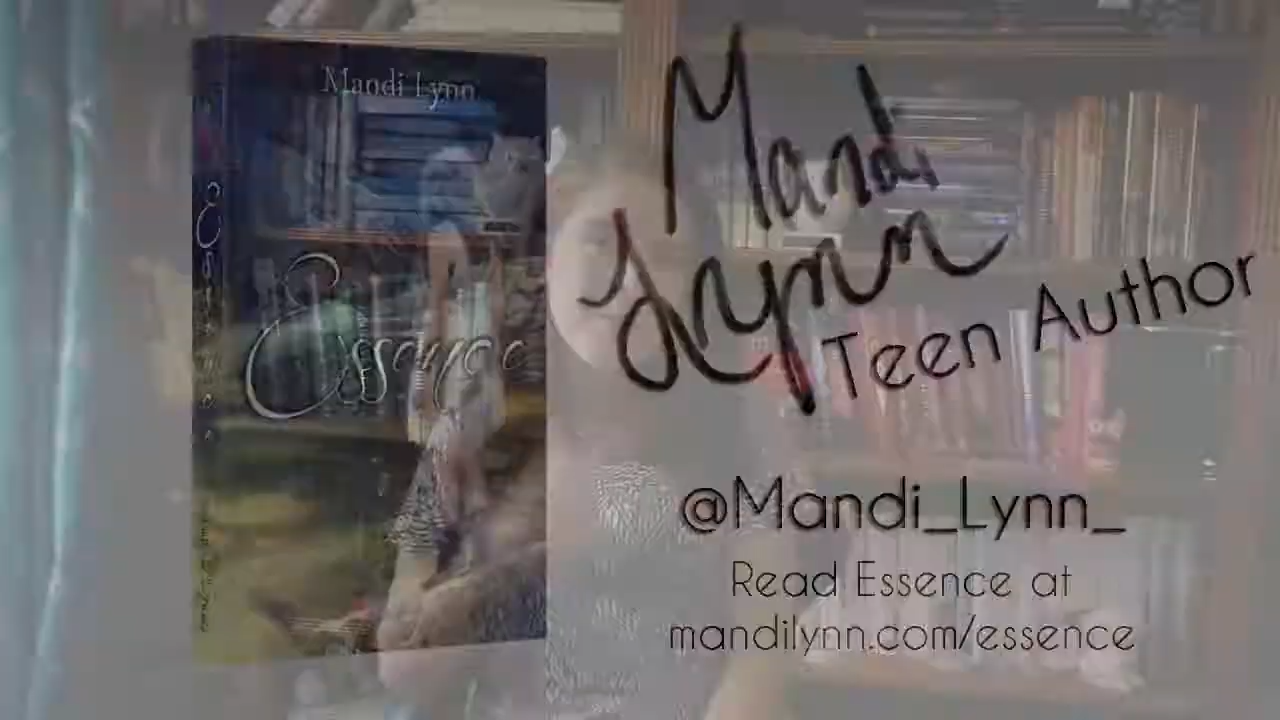 Mandi Lynn
Essence
Mandi
Lynn
Teen Author
@Mandi_Lynn_
Read Essence at
mandilynn.com/essence